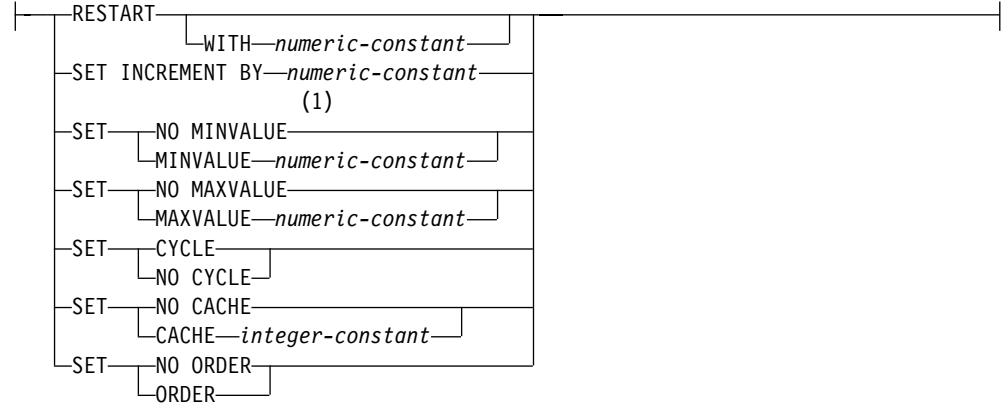 RESTART
WITH numeric-constant
SET INCREMENT BY numeric-constant
(1)
SET NO MINVALUE
MINVALUE numeric-constant
SET NO MAXVALUE
MAXVALUE numeric-constant
SET CYCLE
NO CYCLE
SET NO CACHE
CACHE integer-constant
SET NO ORDER
ORDER